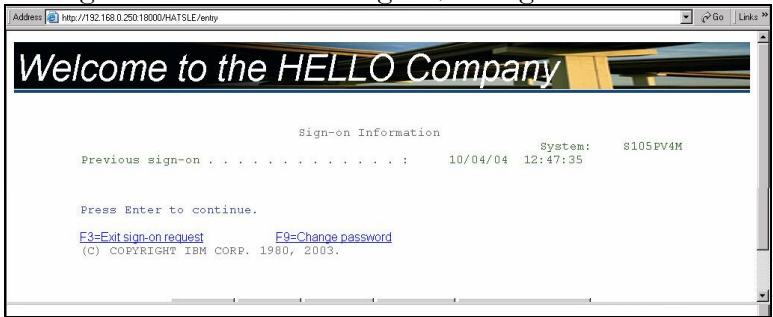 Address http://192.168.0.250:18000/HATSLE/entry Go Links »
Welcome to the HELLO Company
Sign-on Information
System: S105PV4M
Previous sign-on . . . . . . . . . . . . . : 10/04/04 12:47:35
Press Enter to continue.
F3=Exit sign-on request F9=Change password
(C) COPYRIGHT IBM CORP. 1980, 2003.